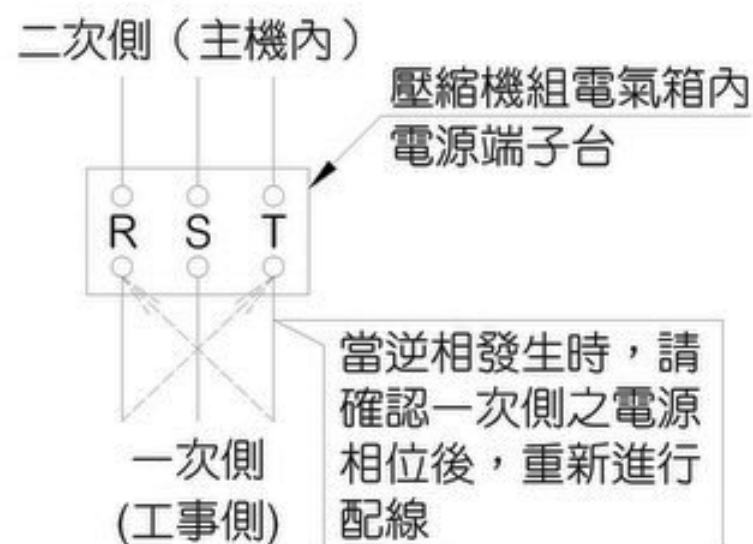 二次側（主機內）
壓縮機組電氣箱內
電源端子台
R S T
當逆相發生時，請
確認一次側之電源
相位後，重新進行
配線
一次側
(工事側)